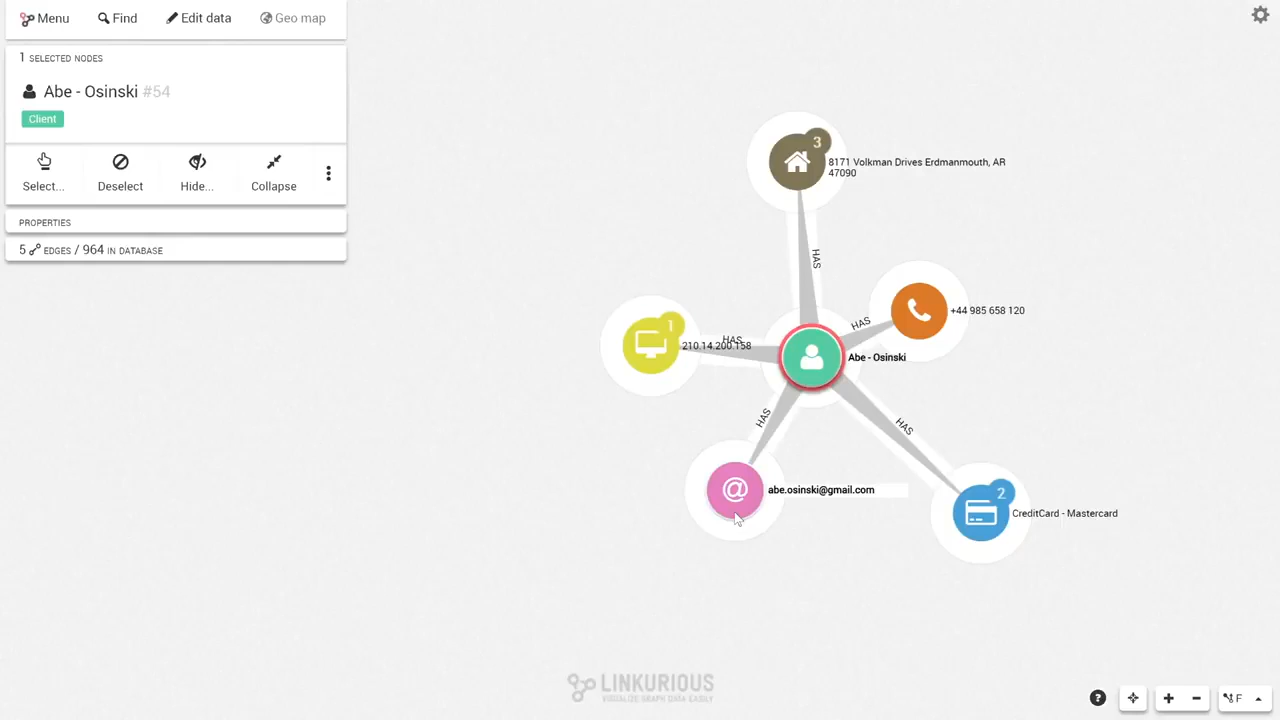 Menu
Find
Edit data
Geo map
1 SELECTED NODES
Abe - Osinski #54
Client
Select...
Deselect
Hide...
Collapse
PROPERTIES
5 EDGES / 964 IN DATABASE
3
8171 Volkman Drives Erdmanmouth, AR
47090
HAS
+44 985 658 120
HAS
1
210.14.200.158
HAS
Abe - Osinski
HAS
HAS
@
abe.osinski@gmail.com
2
CreditCard - Mastercard
LINKURIOUS
VISUALIZE GRAPH DATA EASILY
?
F